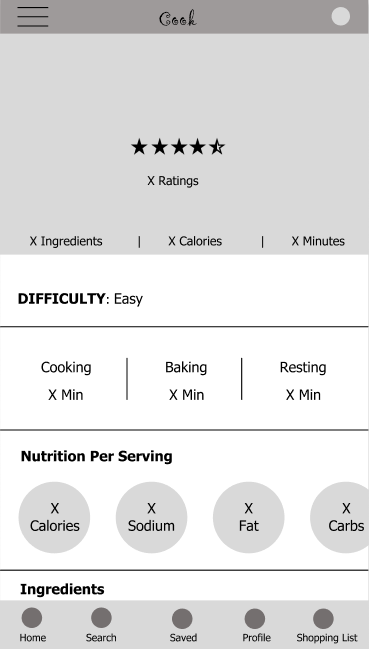 Cook
X Ratings
X Ingredients | X Calories | X Minutes
DIFFICULTY: Easy
Cooking Baking Resting
X Min X Min X Min
Nutrition Per Serving
X X X X
Calories Sodium Fat Carbs
Ingredients
Home Search Saved Profile Shopping List